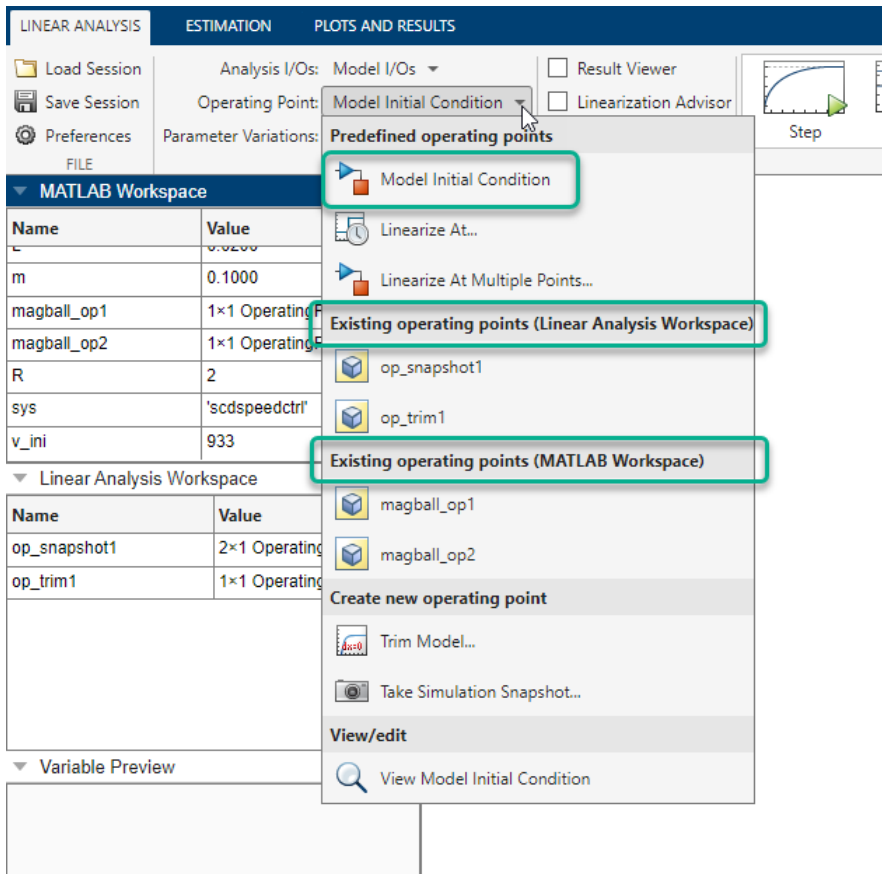 LINEAR ANALYSIS ESTIMATION PLOTS AND RESULTS
Load Session Analysis I/Os: Model I/Os Result Viewer
Save Session Operating Point: Model Initial Condition Linearization Advisor
Preferences Parameter Variations: Step
FILE
Predefined operating points
Model Initial Condition
Linearize At...
Linearize At Multiple Points...
Existing operating points (Linear Analysis Workspace)
op_snapshot1
op_trim1
Existing operating points (MATLAB Workspace)
magball_op1
magball_op2
Create new operating point
dx=0
Trim Model...
Take Simulation Snapshot...
View/edit
View Model Initial Condition
MATLAB Workspace
Name Value
m 0.1000
magball_op1 1×1 OperatingP
magball_op2 1×1 OperatingP
R 2
sys 'scdspeedctrl'
v_ini 933
Linear Analysis Workspace
Name Value
op_snapshot1 2×1 Operating
op_trim1 1×1 Operating
Variable Preview